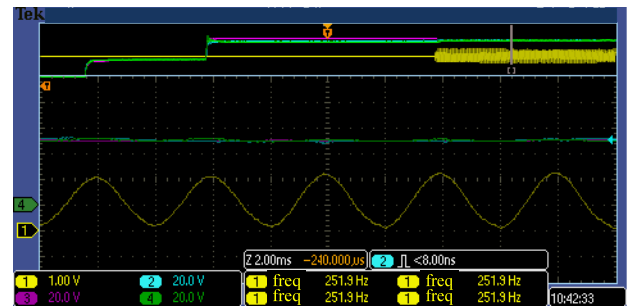 Tek
4
1
Z 2.00ms -240.000µs 2 <8.00ns
1 1.00 V 2 20.0 V 1 freq 251.9 Hz 1 freq 251.9 Hz
3 20.0 V 4 20.0 V 1 freq 251.9 Hz 1 freq 251.9 Hz 10:42:33